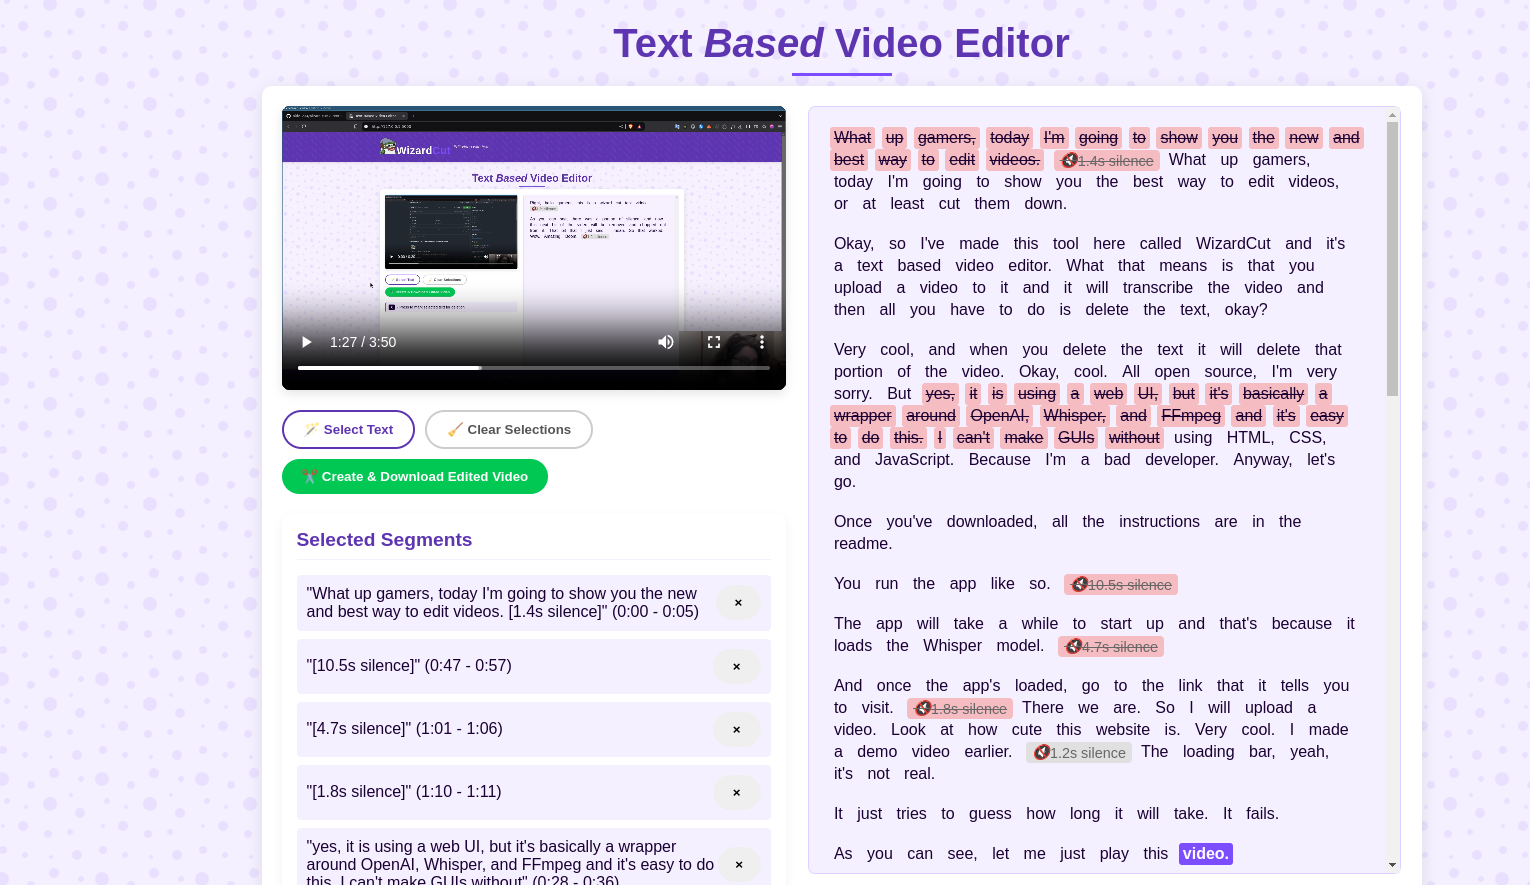 Text Based Video Editor
WizardCut
Text Based Video Editor
1:27 / 3:50
🪄 Select Text
🧹 Clear Selections
✂️ Create & Download Edited Video
Selected Segments
"What up gamers, today I'm going to show you the new
and best way to edit videos. [1.4s silence]" (0:00 - 0:05)
×
"[10.5s silence]" (0:47 - 0:57)
×
"[4.7s silence]" (1:01 - 1:06)
×
"[1.8s silence]" (1:10 - 1:11)
×
"yes, it is using a web UI, but it's basically a wrapper
around OpenAI, Whisper, and FFmpeg and it's easy to do
this. I can't make GUIs without" (0:28 - 0:36)
×
What up gamers, today I'm going to show you the new and
best way to edit videos. 🔇1.4s silence What up gamers,
today I'm going to show you the best way to edit videos,
or at least cut them down.
Okay, so I've made this tool here called WizardCut and it's
a text based video editor. What that means is that you
upload a video to it and it will transcribe the video and
then all you have to do is delete the text, okay?
Very cool, and when you delete the text it will delete that
portion of the video. Okay, cool. All open source, I'm very
sorry. But yes, it is using a web UI, but it's basically a
wrapper around OpenAI, Whisper, and FFmpeg and it's easy
to do this. I can't make GUIs without using HTML, CSS,
and JavaScript. Because I'm a bad developer. Anyway, let's
go.
Once you've downloaded, all the instructions are in the
readme.
You run the app like so. 🔇10.5s silence
The app will take a while to start up and that's because it
loads the Whisper model. 🔇4.7s silence
And once the app's loaded, go to the link that it tells you
to visit. 🔇1.8s silence There we are. So I will upload a
video. Look at how cute this website is. Very cool. I made
a demo video earlier. 🔇1.2s silence The loading bar, yeah,
it's not real.
It just tries to guess how long it will take. It fails.
As you can see, let me just play this video.